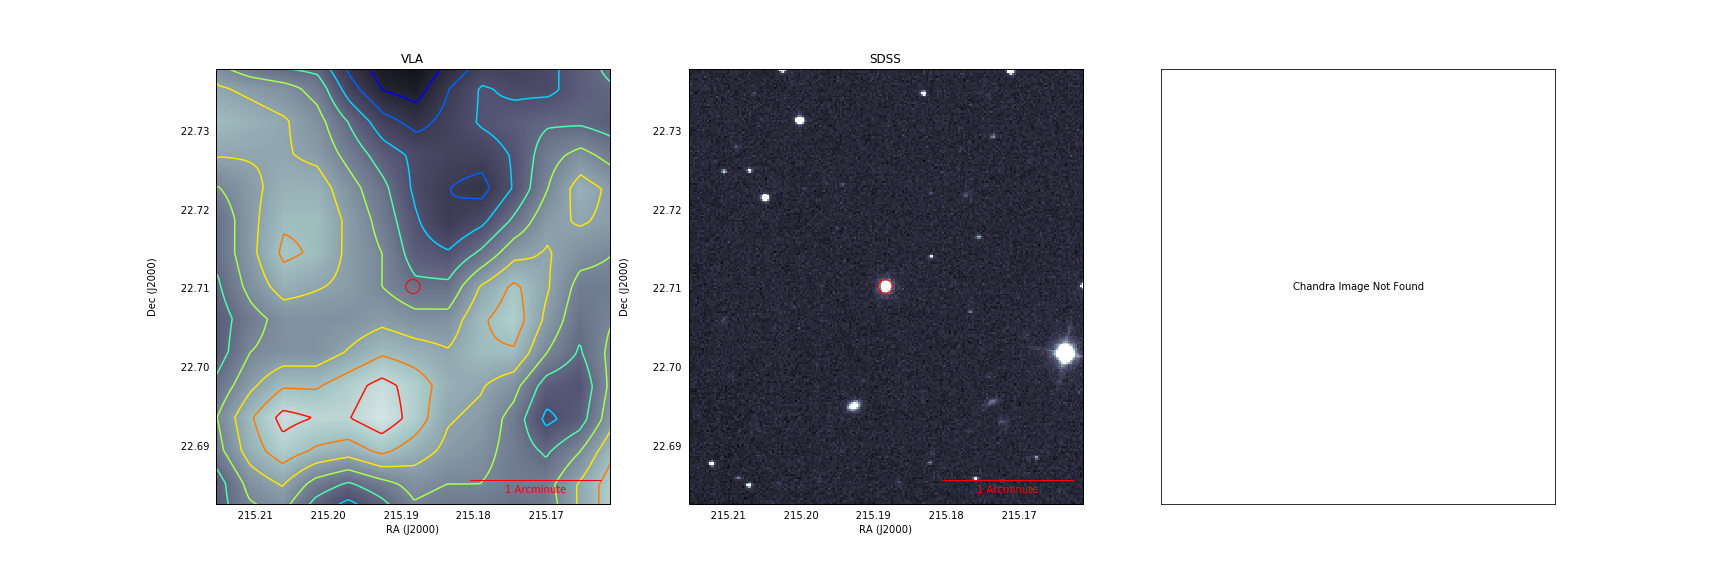 VLA
22.73
22.72
22.71
22.70
22.69
Dec (J2000)
215.21 215.20 215.19 215.18 215.17
RA (J2000)
1 Arcminute
SDSS
22.73
22.72
22.71
22.70
22.69
Dec (J2000)
215.21 215.20 215.19 215.18 215.17
RA (J2000)
1 Arcminute
Chandra Image Not Found